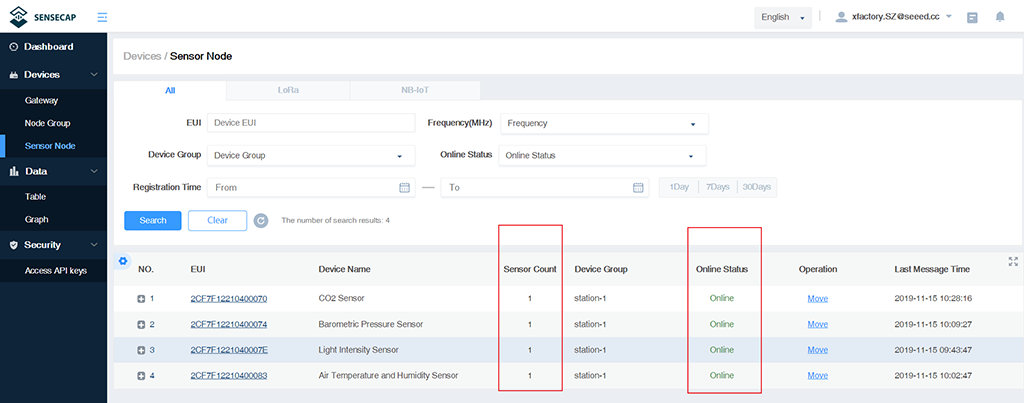 SENSECAP
English
xfactory.SZ@seeed.cc
Dashboard
Devices
Gateway
Node Group
Sensor Node
Data
Table
Graph
Security
Access API keys
Devices / Sensor Node
All LoRa NB-IoT
EUI Device EUI Frequency(MHz) Frequency
Device Group Device Group Online Status Online Status
Registration Time From — To 1Day 7Days 30Days
Search Clear The number of search results: 4
NO. EUI Device Name Sensor Count Device Group Online Status Operation Last Message Time
1 2CF7F12210400070 CO2 Sensor 1 station-1 Online Move 2019-11-15 10:28:16
2 2CF7F12210400074 Barometric Pressure Sensor 1 station-1 Online Move 2019-11-15 10:09:27
3 2CF7F1221040007E Light Intensity Sensor 1 station-1 Online Move 2019-11-15 09:43:47
4 2CF7F12210400083 Air Temperature and Humidity Sensor 1 station-1 Online Move 2019-11-15 10:02:47